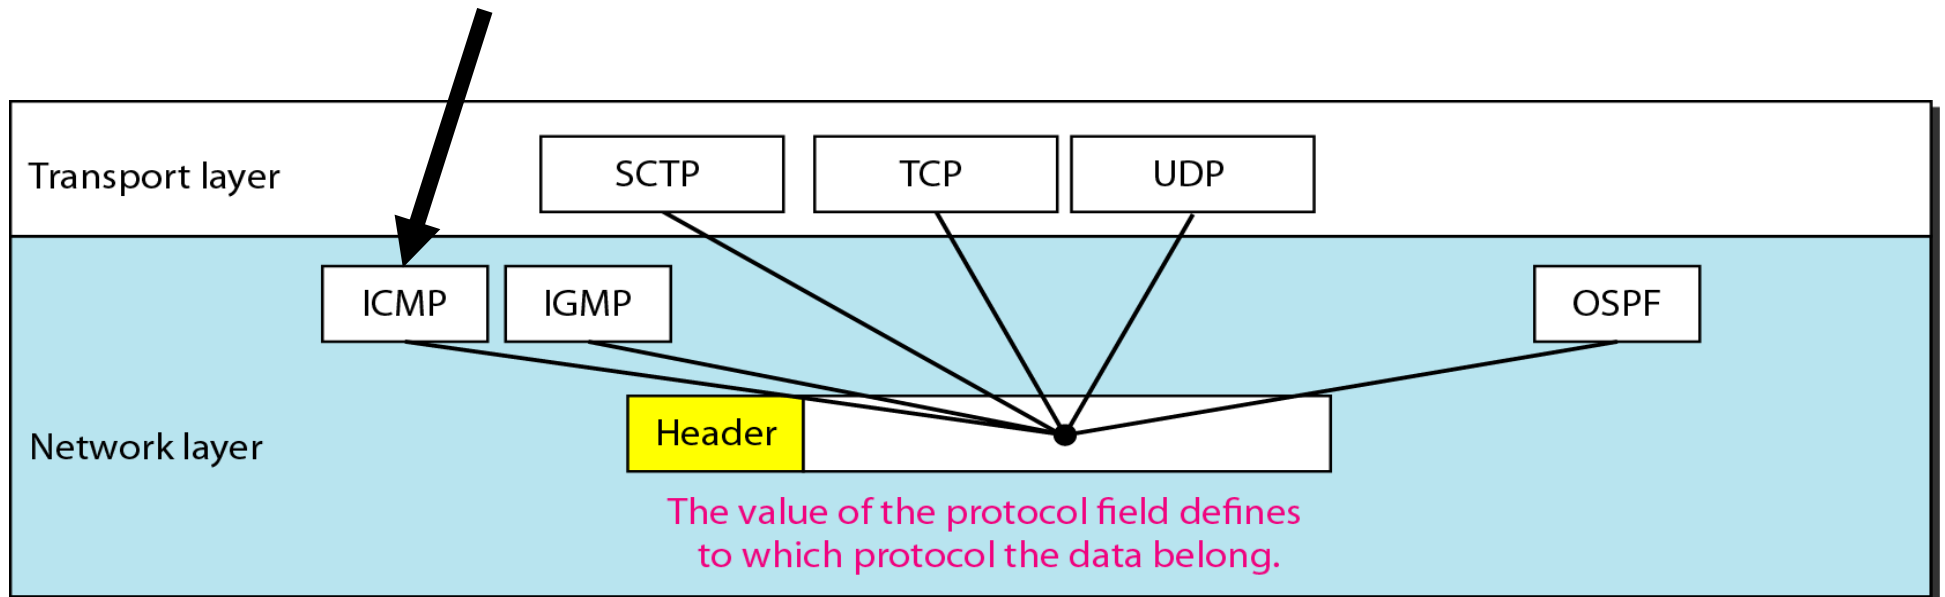 Transport layer
SCTP
TCP
UDP
ICMP
IGMP
OSPF
Network layer
Header
The value of the protocol field defines
to which protocol the data belong.